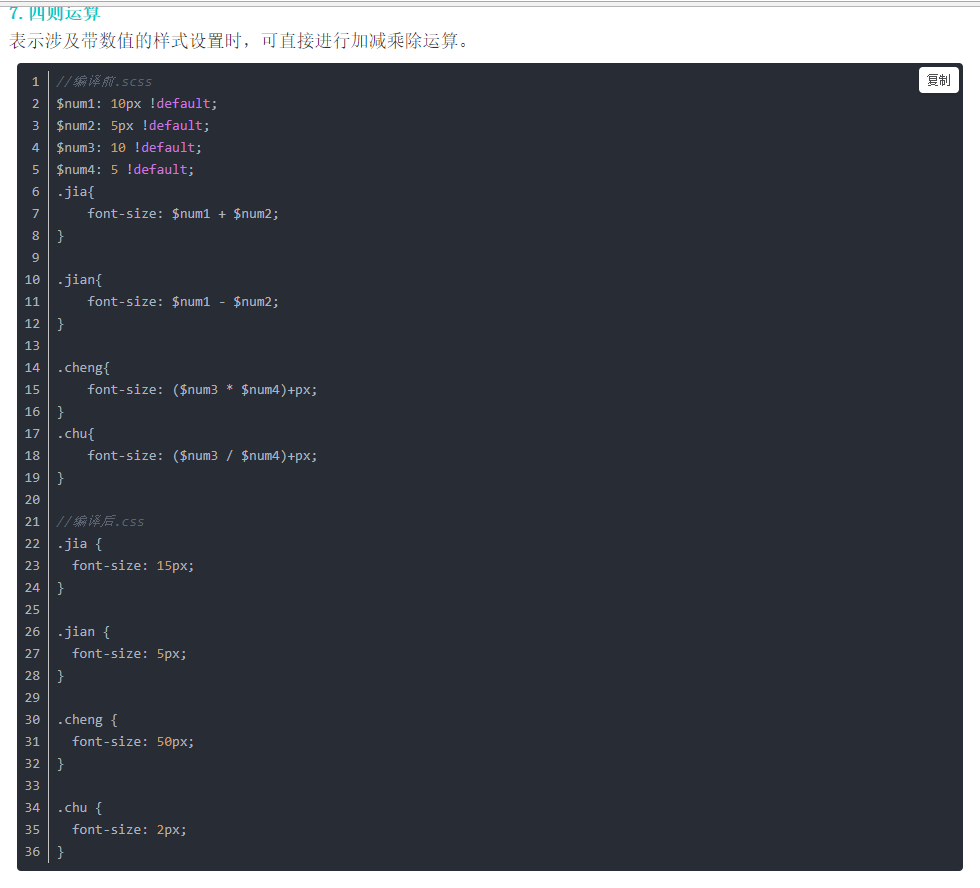 7. 四则运算
表示涉及带数值的样式设置时，可直接进行加减乘除运算。
复制
1 //编译前.scss
2 $num1: 10px !default;
3 $num2: 5px !default;
4 $num3: 10 !default;
5 $num4: 5 !default;
6 .jia{
7     font-size: $num1 + $num2;
8 }
9
10 .jian{
11     font-size: $num1 - $num2;
12 }
13
14 .cheng{
15     font-size: ($num3 * $num4)+px;
16 }
17 .chu{
18     font-size: ($num3 / $num4)+px;
19 }
20
21 //编译后.css
22 .jia {
23   font-size: 15px;
24 }
25
26 .jian {
27   font-size: 5px;
28 }
29
30 .cheng {
31   font-size: 50px;
32 }
33
34 .chu {
35   font-size: 2px;
36 }